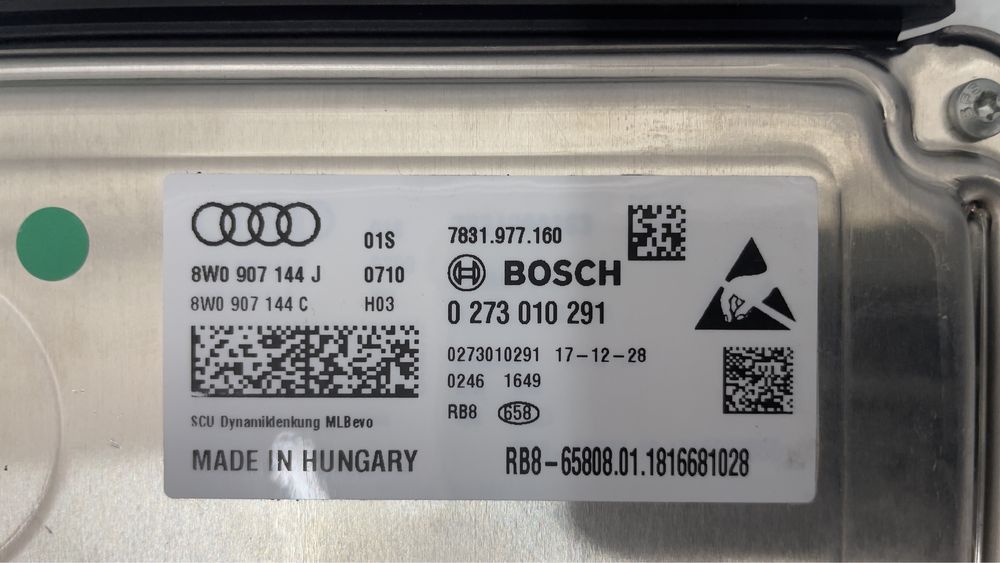 01S
8W0 907 144 J 0710
8W0 907 144 C H03
SCU Dynamiklenkung MLBevo
MADE IN HUNGARY
7831.977.160
BOSCH
0 273 010 291
0273010291 17-12-28
0246 1649
RB8 658
RB8-65808.01.1816681028